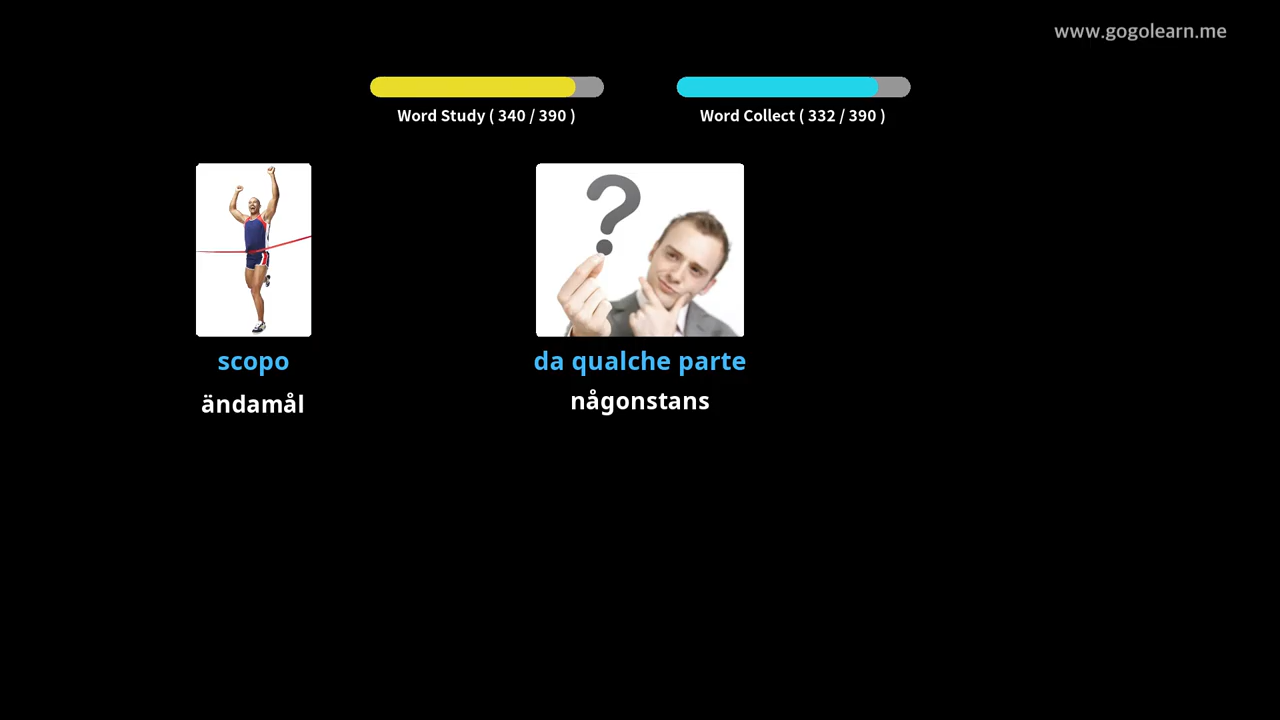 www.gogolearn.me
Word Study ( 340 / 390 )
Word Collect ( 332 / 390 )
?
scopo
da qualche parte
ändamål
någonstans